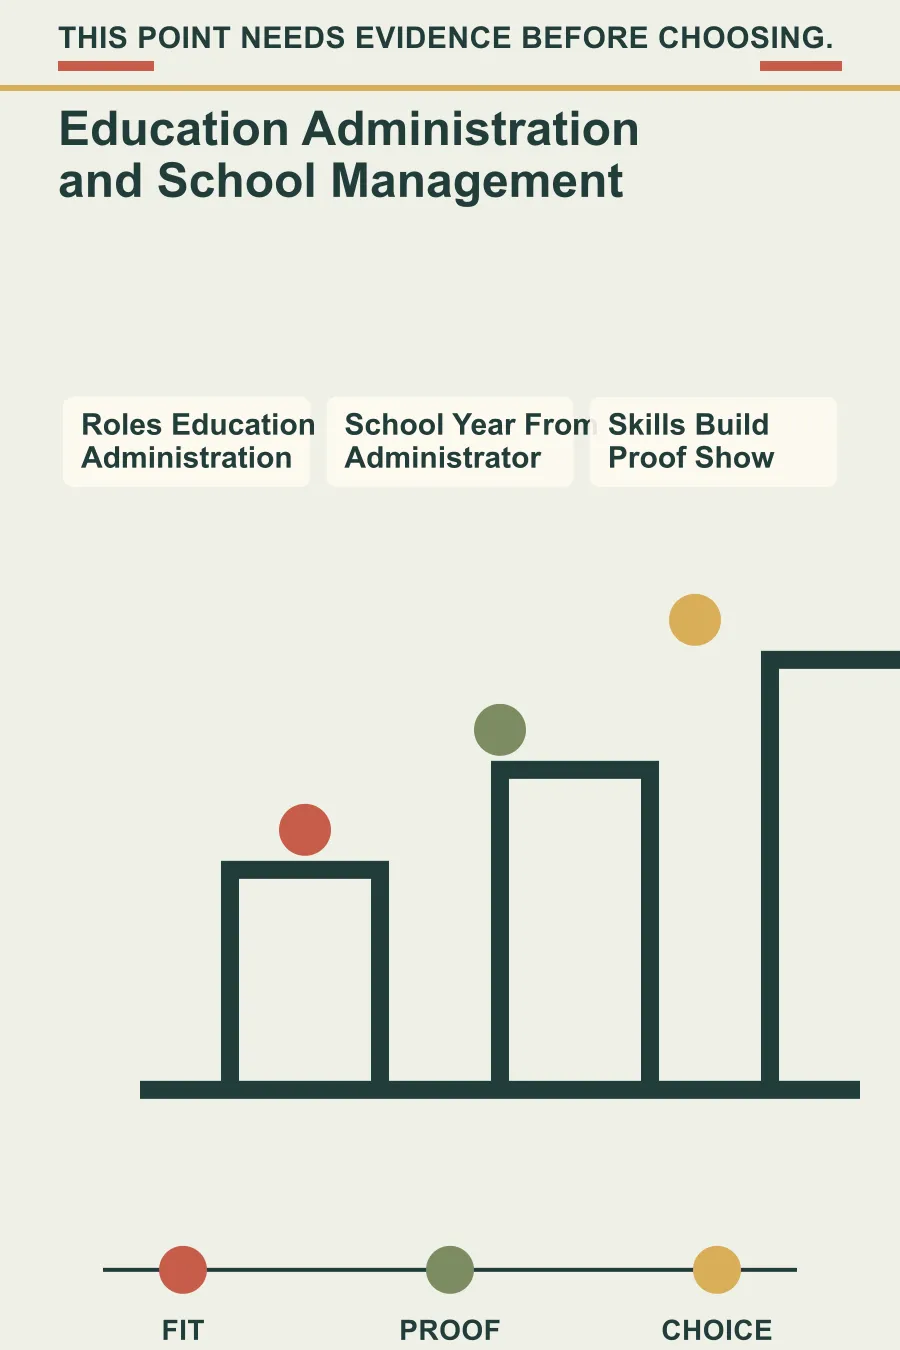 THIS POINT NEEDS EVIDENCE BEFORE CHOOSING.
Education Administration
and School Management
Roles Education
Administration
School Year From
Administrator
Skills Build
Proof Show
FIT
PROOF
CHOICE